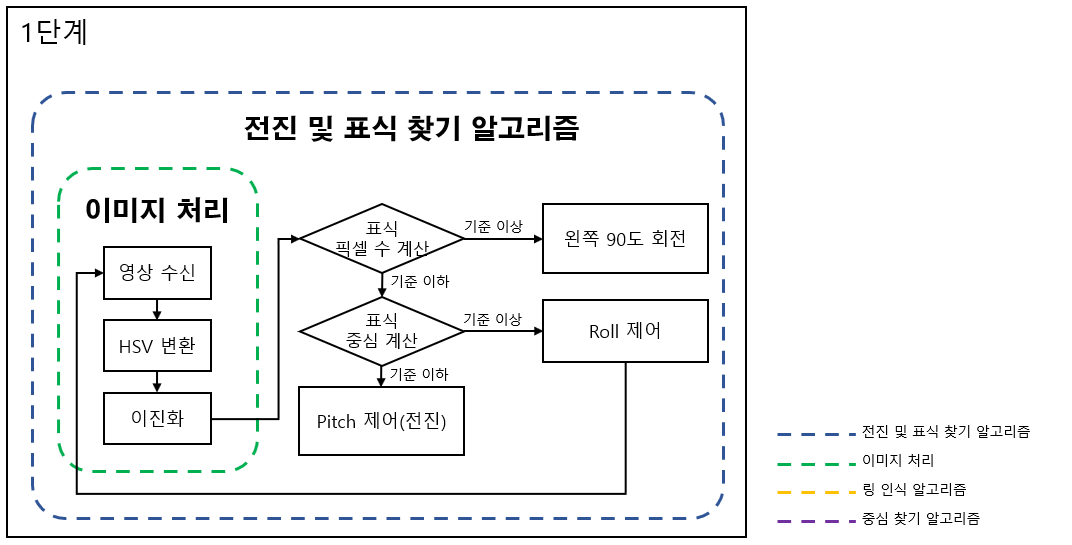 1단계
전진 및 표식 찾기 알고리즘
이미지 처리
영상 수신
HSV 변환
이진화
표식
픽셀 수 계산
기준 이상
왼쪽 90도 회전
기준 이하
표식
중심 계산
기준 이상
Roll 제어
기준 이하
Pitch 제어(전진)
전진 및 표식 찾기 알고리즘
이미지 처리
링 인식 알고리즘
중심 찾기 알고리즘